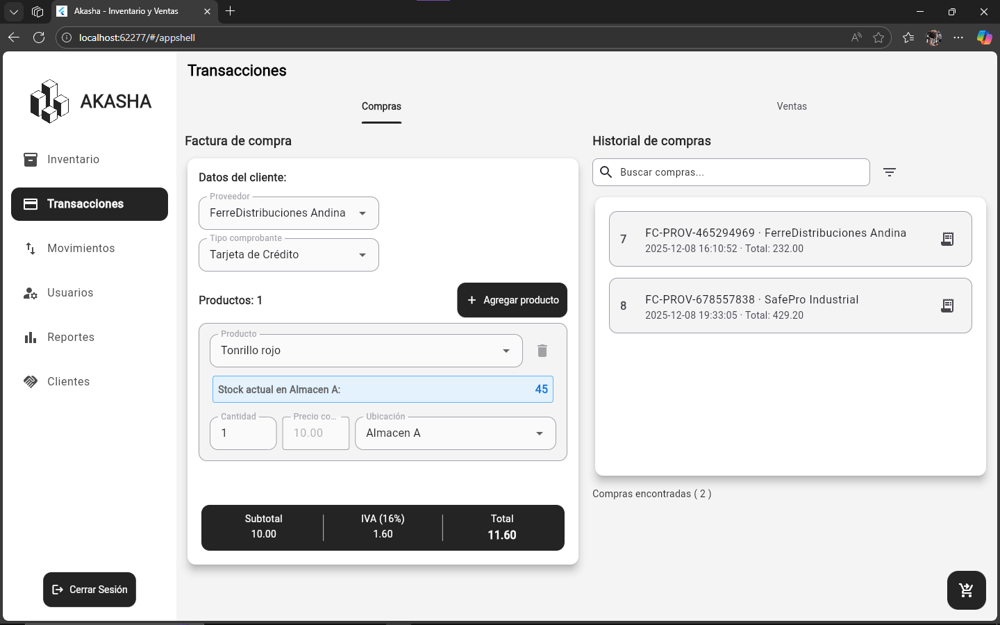 Akasha - Inventario y Ventas
localhost:62277/#/appshell
AKASHA
Inventario
Transacciones
Movimientos
Usuarios
Reportes
Clientes
Cerrar Sesión
Transacciones
Compras
Ventas
Factura de compra
Datos del cliente:
Proveedor
FerreDistribuciones Andina
Tipo comprobante
Tarjeta de Crédito
Productos: 1
+ Agregar producto
Producto
Tonrillo rojo
Stock actual en Almacen A: 45
Cantidad
1
Precio co...
10.00
Ubicación
Almacen A
Subtotal
10.00
IVA (16%)
1.60
Total
11.60
Historial de compras
Buscar compras...
7
FC-PROV-465294969 · FerreDistribuciones Andina
2025-12-08 16:10:52 · Total: 232.00
8
FC-PROV-678557838 · SafePro Industrial
2025-12-08 19:33:05 · Total: 429.20
Compras encontradas ( 2 )